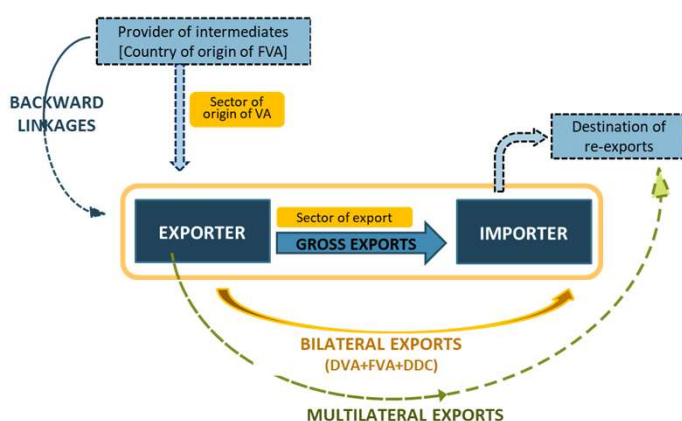 Provider of intermediates
[Country of origin of FVA]
BACKWARD
LINKAGES
Sector of
origin of VA
Destination of
re-exports
Sector of export
EXPORTER
GROSS EXPORTS
IMPORTER
BILATERAL EXPORTS
(DVA+FVA+DDC)
MULTILATERAL EXPORTS